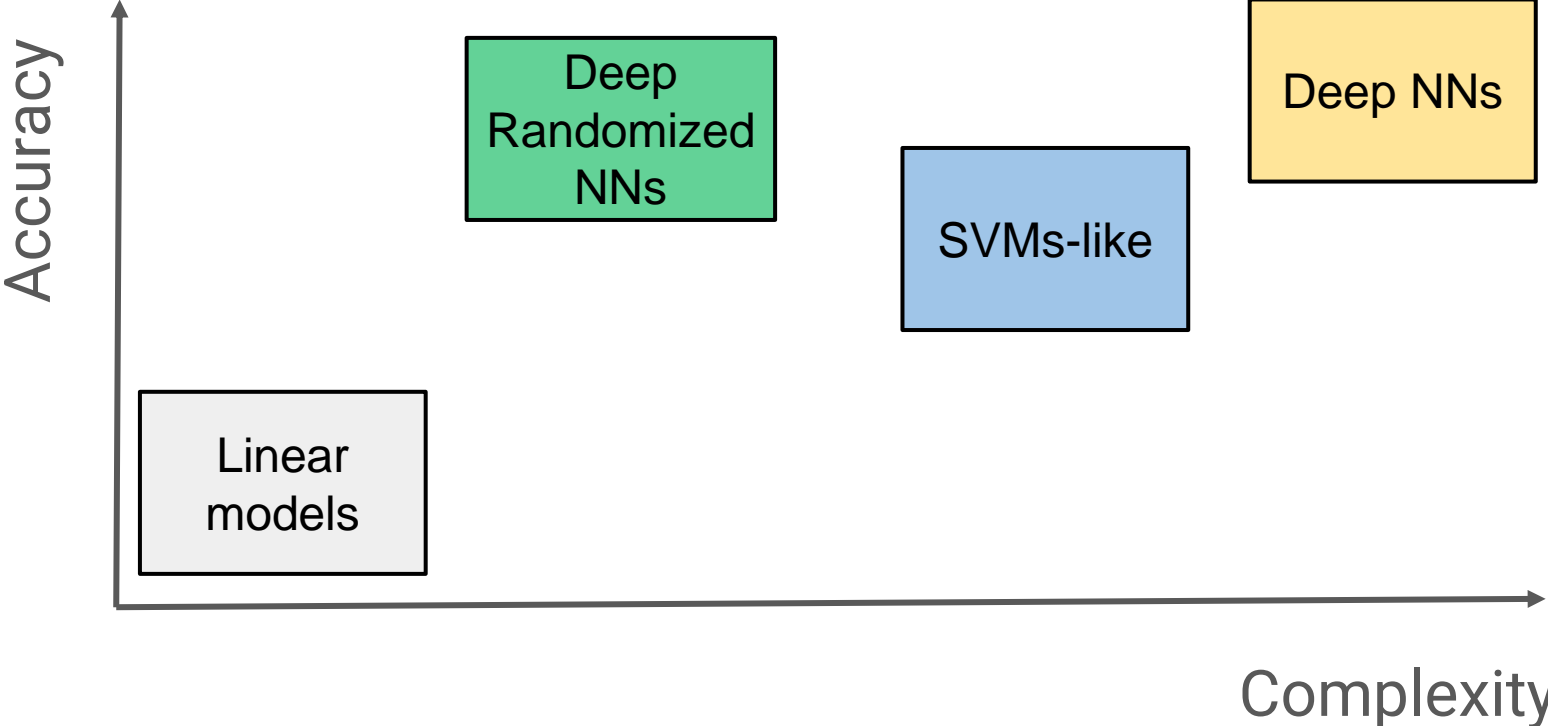 Accuracy
Deep
Randomized
NNs
Deep NNs
SVMs-like
Linear
models
Complexity